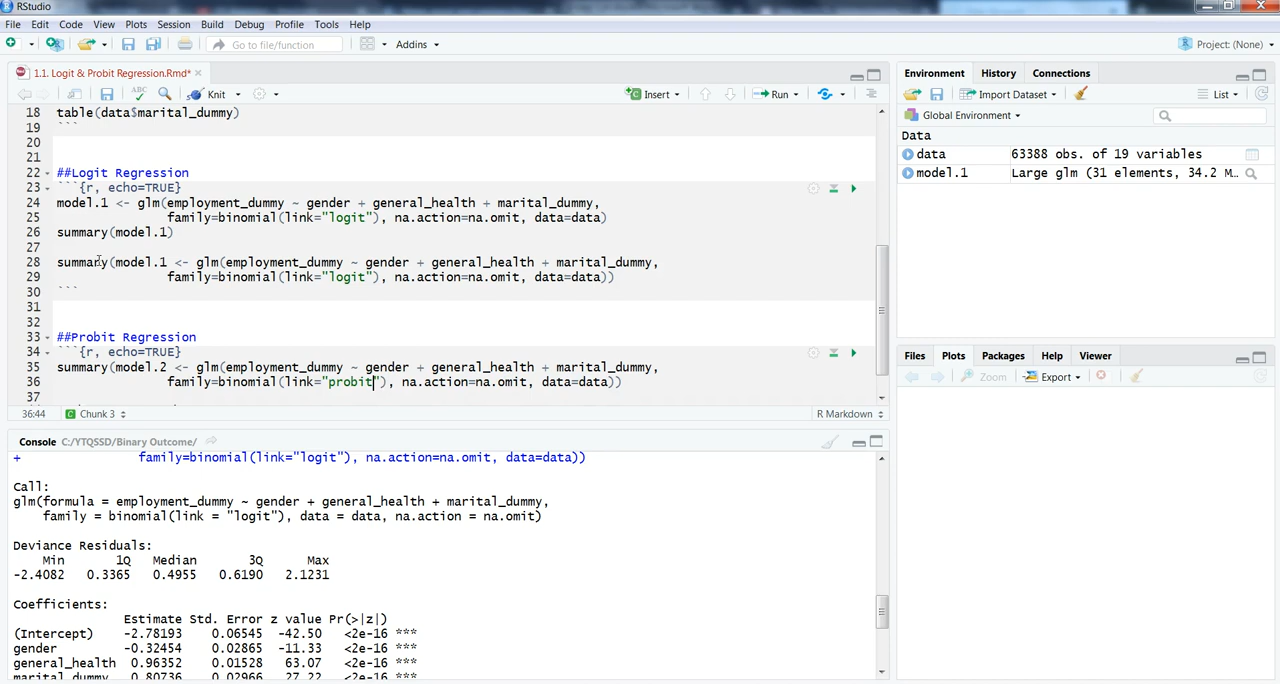 RStudio
File Edit Code View Plots Session Build Debug Profile Tools Help
Go to file/function Addins Project: (None)
1.1. Logit & Probit Regression.Rmd* ×
ABC Knit Insert Run
18 table(data$marital_dummy)
19 ```
20
21
22 ##Logit Regression
23 ```{r, echo=TRUE}
24 model.1 <- glm(employment_dummy ~ gender + general_health + marital_dummy,
25 family=binomial(link="logit"), na.action=na.omit, data=data)
26 summary(model.1)
27
28 summary(model.1 <- glm(employment_dummy ~ gender + general_health + marital_dummy,
29 family=binomial(link="logit"), na.action=na.omit, data=data))
30 ```
31
32
33 ##Probit Regression
34 ```{r, echo=TRUE}
35 summary(model.2 <- glm(employment_dummy ~ gender + general_health + marital_dummy,
36 family=binomial(link="probit"), na.action=na.omit, data=data))
37
36:44 C Chunk 3 R Markdown
Console C:/YTQSSD/Binary Outcome/
+ family=binomial(link="logit"), na.action=na.omit, data=data))
Call:
glm(formula = employment_dummy ~ gender + general_health + marital_dummy,
family = binomial(link = "logit"), data = data, na.action = na.omit)
Deviance Residuals:
Min 1Q Median 3Q Max
-2.4082 0.3365 0.4955 0.6190 2.1231
Coefficients:
Estimate Std. Error z value Pr(>|z|)
(Intercept) -2.78193 0.06545 -42.50 <2e-16 ***
gender -0.32454 0.02865 -11.33 <2e-16 ***
general_health 0.96352 0.01528 63.07 <2e-16 ***
marital_dummy 0.80736 0.02966 27.22 <2e-16 ***
Environment History Connections
Import Dataset List
Global Environment
Data
data 63388 obs. of 19 variables
model.1 Large glm (31 elements, 34.2 M…
Files Plots Packages Help Viewer
Zoom Export